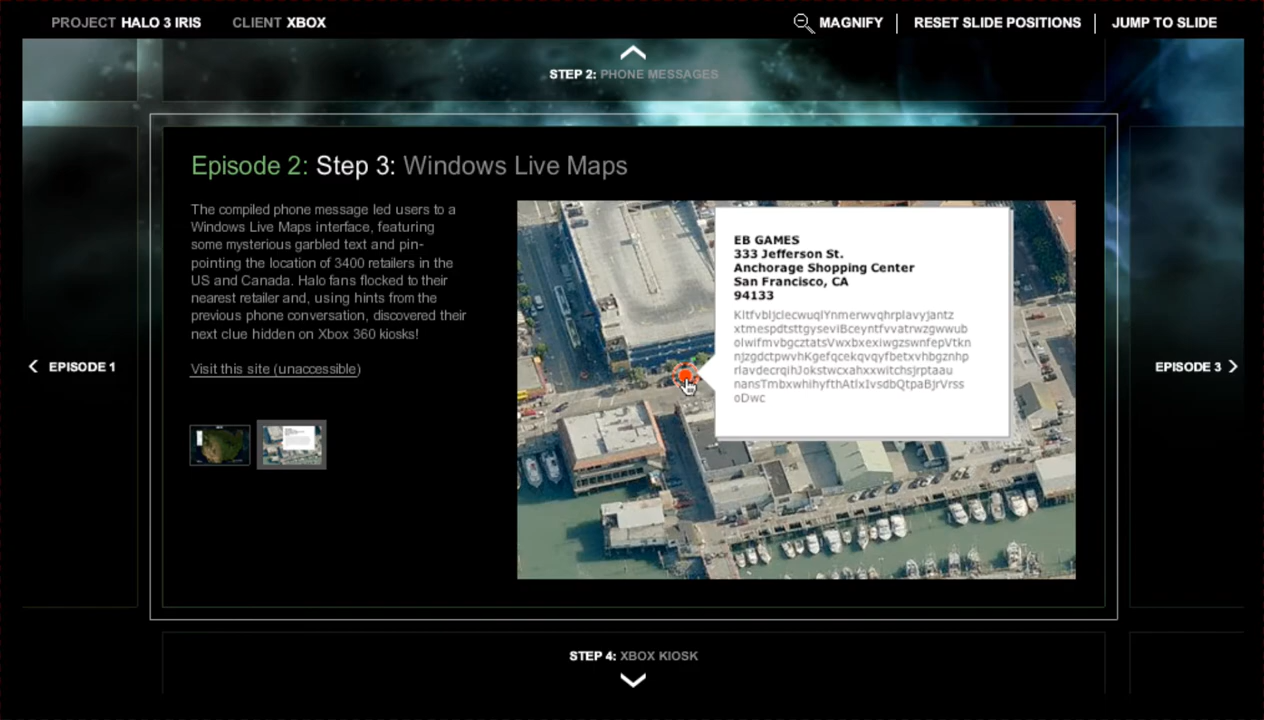 PROJECT HALO 3 IRIS CLIENT XBOX MAGNIFY RESET SLIDE POSITIONS JUMP TO SLIDE
STEP 2: PHONE MESSAGES
Episode 2: Step 3: Windows Live Maps
The compiled phone message led users to a
Windows Live Maps interface, featuring
some mysterious garbled text and pin-
pointing the location of 3400 retailers in the
US and Canada. Halo fans flocked to their
nearest retailer and, using hints from the
previous phone conversation, discovered their
next clue hidden on Xbox 360 kiosks!
Visit this site (unaccessible)
EB GAMES
333 Jefferson St.
Anchorage Shopping Center
San Francisco, CA
94133
oDwc
EPISODE 1
EPISODE 3
STEP 4: XBOX KIOSK